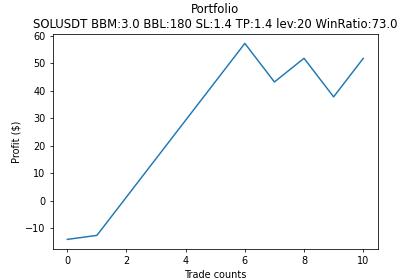 Portfolio
SOLUSDT BBM:3.0 BBL:180 SL:1.4 TP:1.4 lev:20 WinRatio:73.0
60
50
40
30
20
10
0
−10
Profit ($)
0 2 4 6 8 10
Trade counts